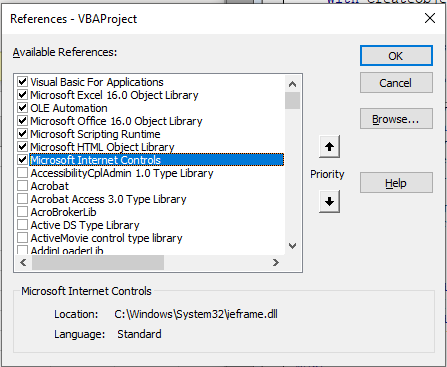 With CreateObje
References - VBAProject
Available References:
OK
Visual Basic For Applications
Microsoft Excel 16.0 Object Library
OLE Automation
Microsoft Office 16.0 Object Library
Microsoft Scripting Runtime
Microsoft HTML Object Library
Microsoft Internet Controls
AccessibilityCplAdmin 1.0 Type Library
Acrobat
Acrobat Access 3.0 Type Library
AcroBrokerLib
Active DS Type Library
ActiveMovie control type library
AddinLoaderLib
Cancel
Browse...
Priority
Help
Microsoft Internet Controls
Location: C:\Windows\System32\ieframe.dll
Language: Standard